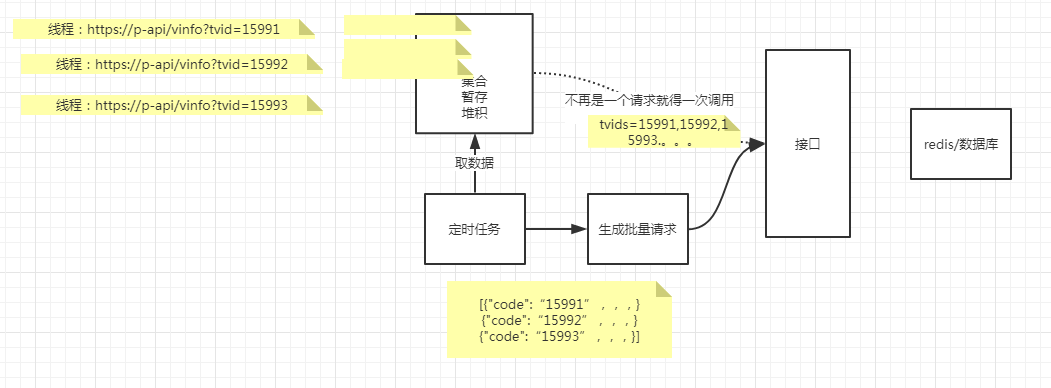 线程：https://p-api/vinfo?tvid=15991
线程：https://p-api/vinfo?tvid=15992
线程：https://p-api/vinfo?tvid=15993
集合
暂存
堆积
不再是一个请求就得一次调用
tvids=15991,15992,1
5993.。。。
接口
redis/数据库
取数据
定时任务
生成批量请求
[{"code":“15991” ，，，}
{"code":“15992” ，，，}
{"code":“15993” ，，，}]